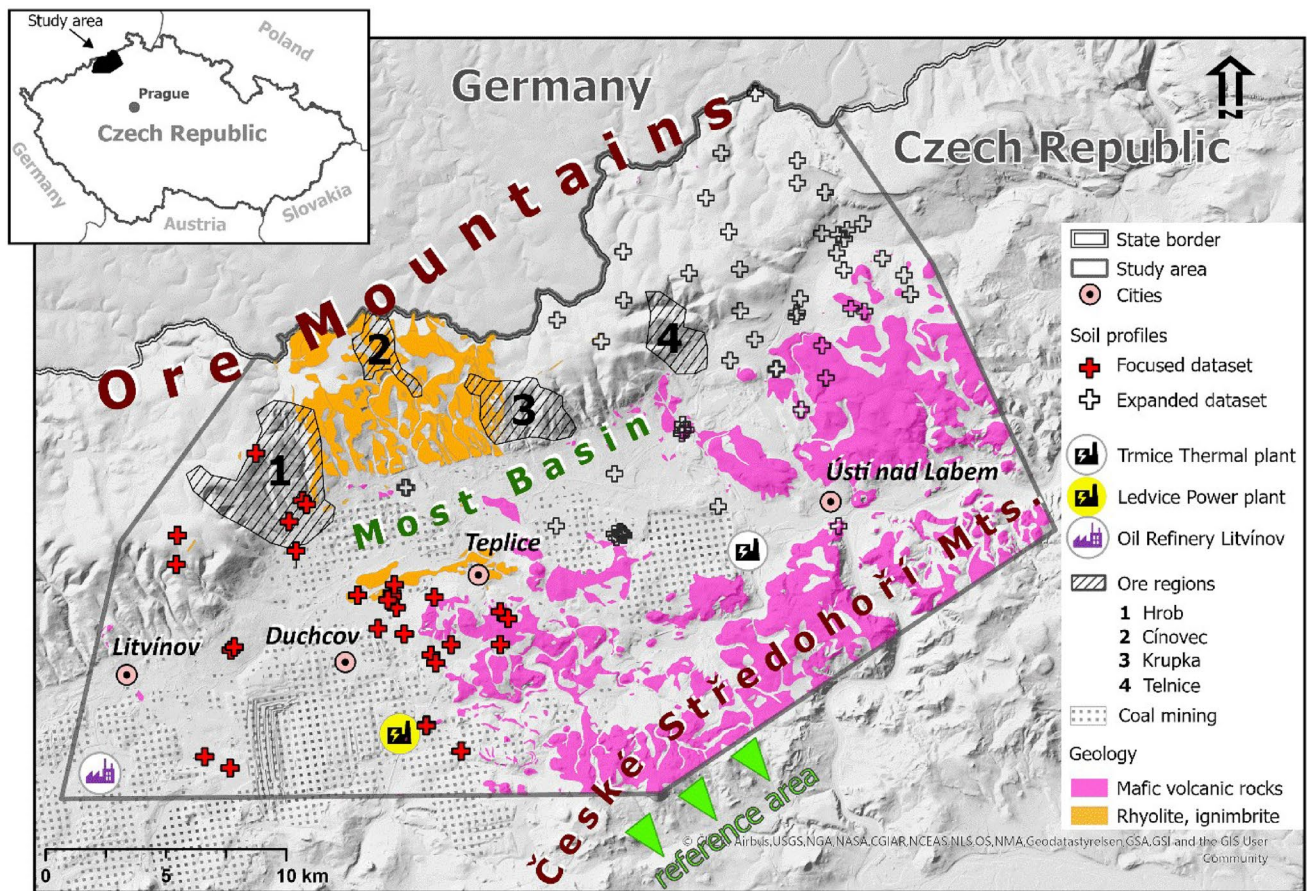 Study area
Poland
Prague
Czech Republic
Germany
Austria
Slovakia
Germany
Czech Republic
Ore Mountains
Most Basin
České Středohoří Mts.
1
2
3
4
Ústí nad Labem
Teplice
Duchcov
Litvínov
reference area
State border
Study area
Cities
Soil profiles
Focused dataset
Expanded dataset
Trmice Thermal plant
Ledvice Power plant
Oil Refinery Litvínov
Ore regions
1 Hrob
2 Cínovec
3 Krupka
4 Telnice
Coal mining
Geology
Mafic volcanic rocks
Rhyolite, ignimbrite
0 5 10 km
Airbus,USGS,NGA,NASA,CGIAR,NCEAS,NLS,OS,NMA,Geodatastyrelsen,GSA,GSI and the GIS User
Community